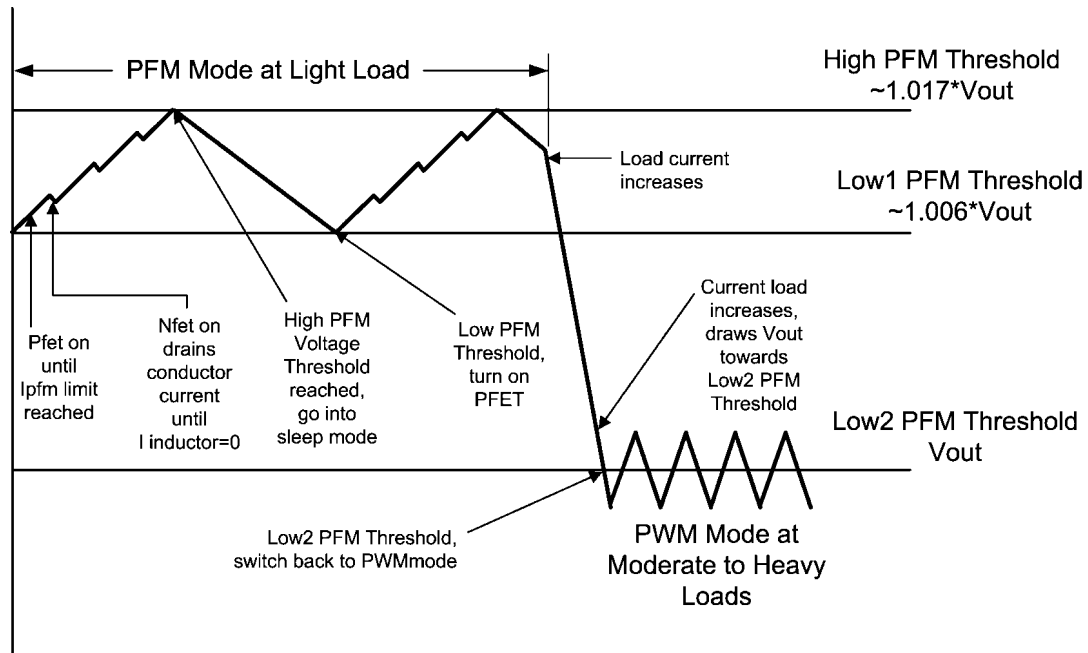 PFM Mode at Light Load
High PFM Threshold
~1.017*Vout
Load current
increases
Low1 PFM Threshold
~1.006*Vout
Pfet on
until
Ipfm limit
reached
Nfet on
drains
conductor
current
until
I inductor=0
High PFM
Voltage
Threshold
reached,
go into
sleep mode
Low PFM
Threshold,
turn on
PFET
Current load
increases,
draws Vout
towards
Low2 PFM
Threshold
Low2 PFM Threshold
Vout
Low2 PFM Threshold,
switch back to PWMmode
PWM Mode at
Moderate to Heavy
Loads